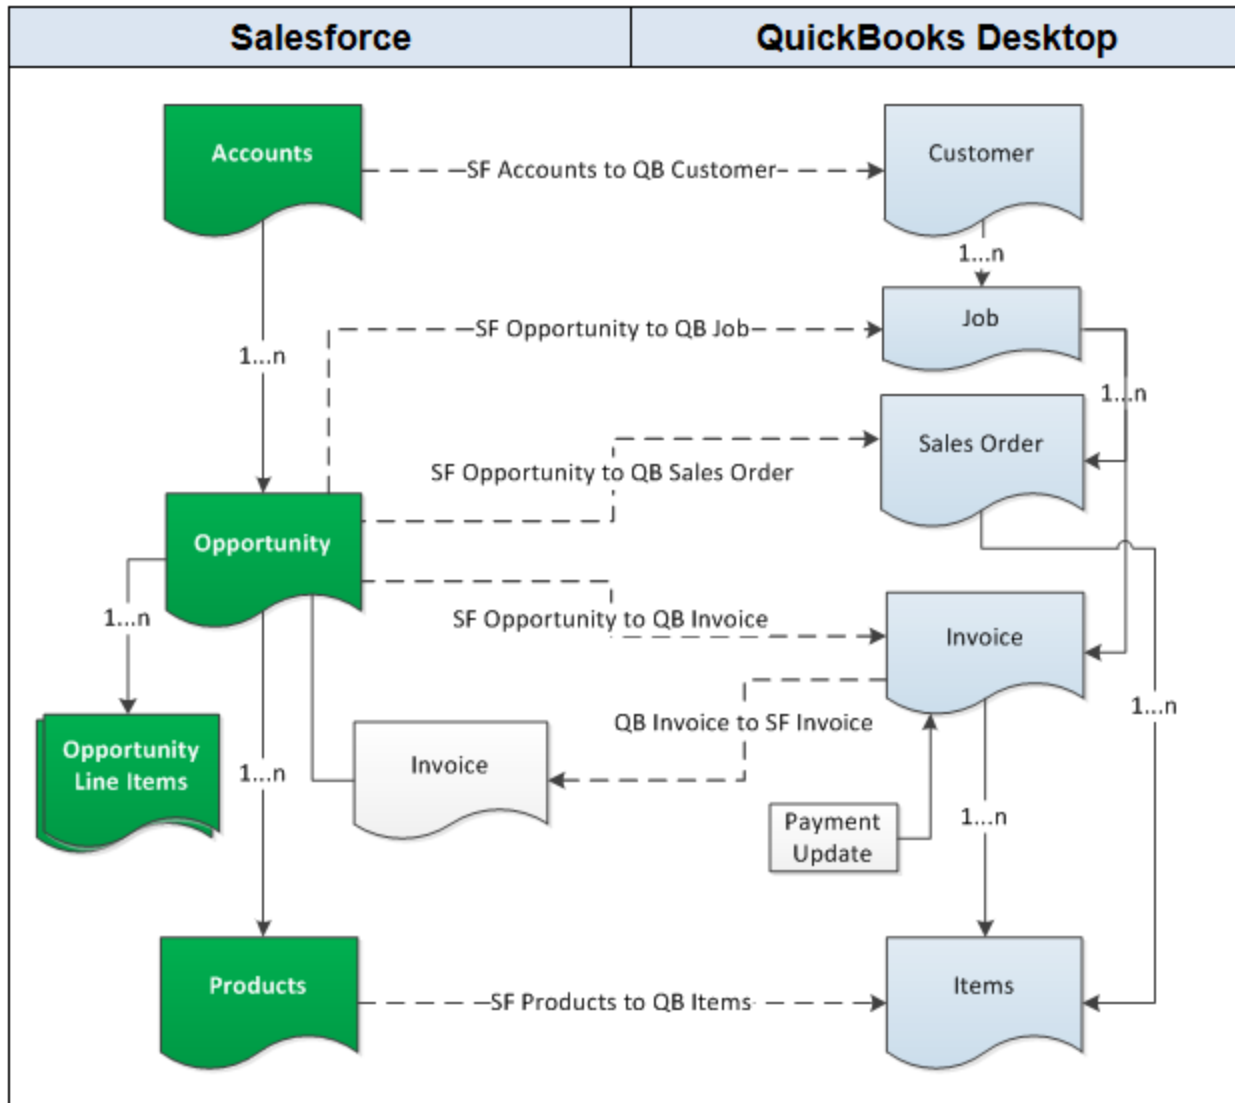 Salesforce
QuickBooks Desktop
Accounts
SF Accounts to QB Customer
Customer
1...n
SF Opportunity to QB Job
Job
1...n
1...n
SF Opportunity to QB Sales Order
Sales Order
Opportunity
1...n
SF Opportunity to QB Invoice
Invoice
1...n
QB Invoice to SF Invoice
Opportunity
Line Items
1...n
Invoice
Payment
Update
1...n
Products
SF Products to QB Items
Items